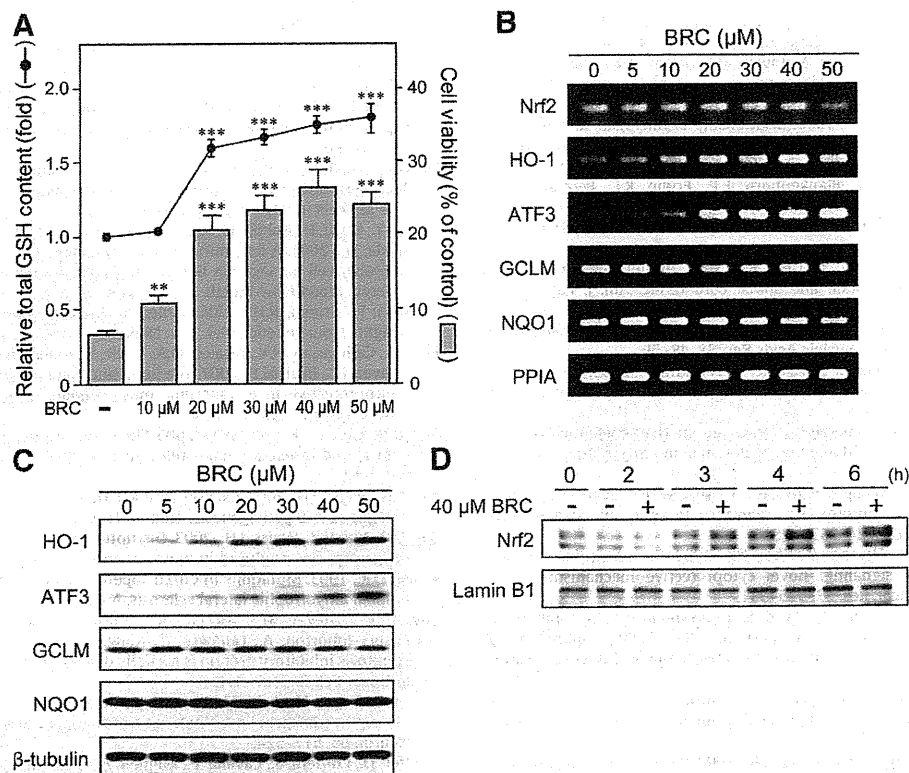 A
Relative total GSH content (fold) (─●─)
2.0
1.5
1.0
0.5
0
Cell viability (% of control) ( )
40
30
20
10
0
*** *** *** ***
** *** *** *** ***
BRC – 10 μM 20 μM 30 μM 40 μM 50 μM
B
BRC (μM)
0 5 10 20 30 40 50
Nrf2
HO-1
ATF3
GCLM
NQO1
PPIA
C
BRC (μM)
0 5 10 20 30 40 50
HO-1
ATF3
GCLM
NQO1
β-tubulin
D
0 2 3 4 6 (h)
40 μM BRC – – + – + – + – +
Nrf2
Lamin B1